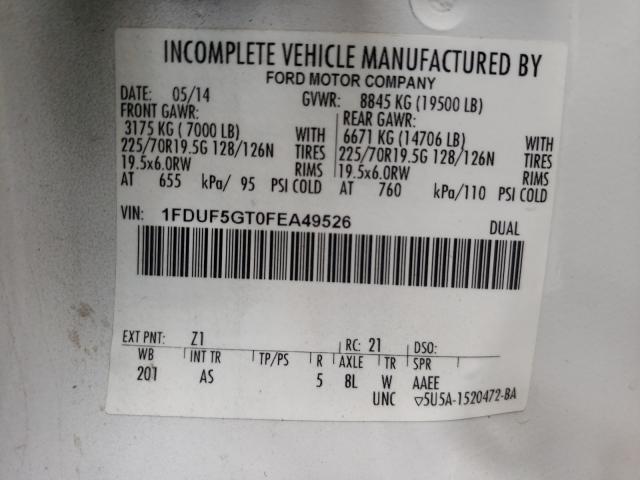 INCOMPLETE VEHICLE MANUFACTURED BY
FORD MOTOR COMPANY
DATE: 05/14 GVWR: 8845 KG (19500 LB)
FRONT GAWR: REAR GAWR:
3175 KG ( 7000 LB) WITH 6671 KG (14706 LB) WITH
225/70R19.5G 128/126N TIRES 225/70R19.5G 128/126N TIRES
19.5x6.0RW RIMS 19.5x6.0RW RIMS
AT 655 kPa/ 95 PSI COLD AT 760 kPa/110 PSI COLD
VIN: 1FDUF5GT0FEA49526 DUAL
EXT PNT: Z1 RC: 21 DSO:
WB INT TR TP/PS R AXLE TR SPR
201 AS 5 8L W AAEE
UNC ▽5U5A-1520472-BA